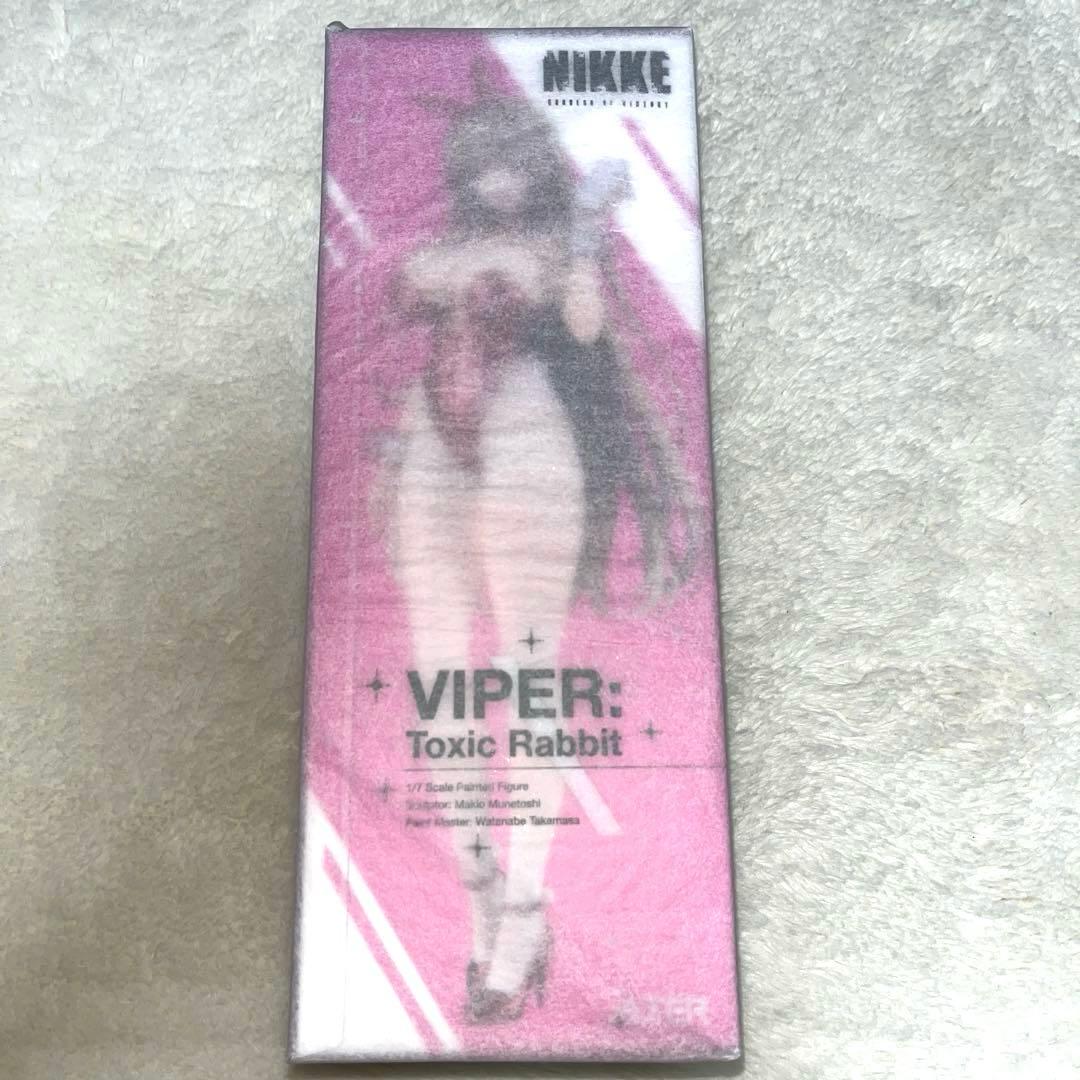 NIKKE
GODDESS OF VICTORY
VIPER:
Toxic Rabbit
1/7 Scale Painted Figure
Sculptor: Makio Munetoshi
Paint Master: Watanabe Takamasa
ALTER